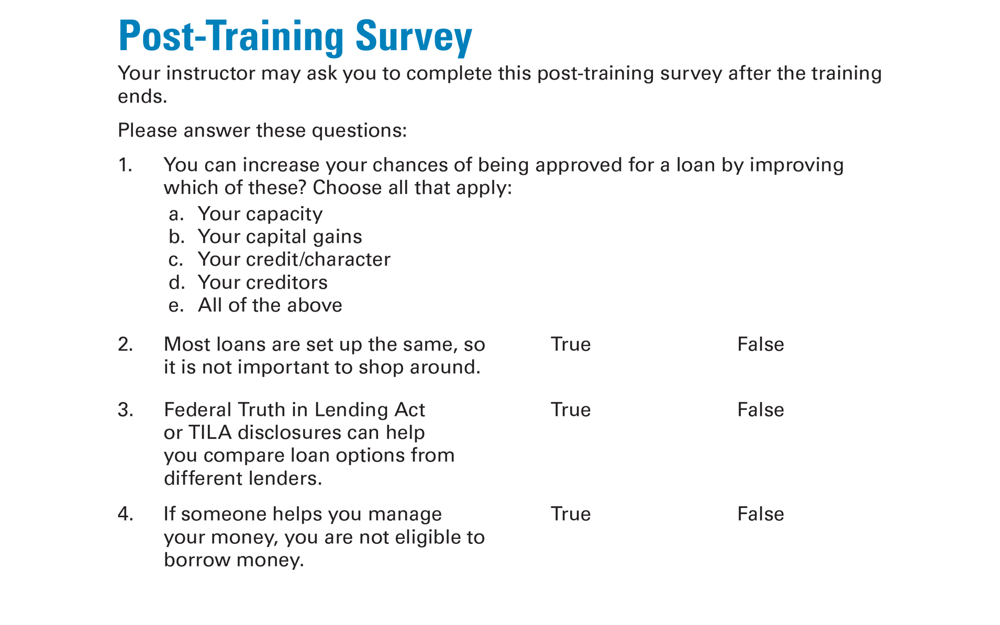 Post-Training Survey
Your instructor may ask you to complete this post-training survey after the training
ends.
Please answer these questions:
1. You can increase your chances of being approved for a loan by improving
which of these? Choose all that apply:
a. Your capacity
b. Your capital gains
c. Your credit/character
d. Your creditors
e. All of the above
2. Most loans are set up the same, so True False
it is not important to shop around.
3. Federal Truth in Lending Act True False
or TILA disclosures can help
you compare loan options from
different lenders.
4. If someone helps you manage True False
your money, you are not eligible to
borrow money.